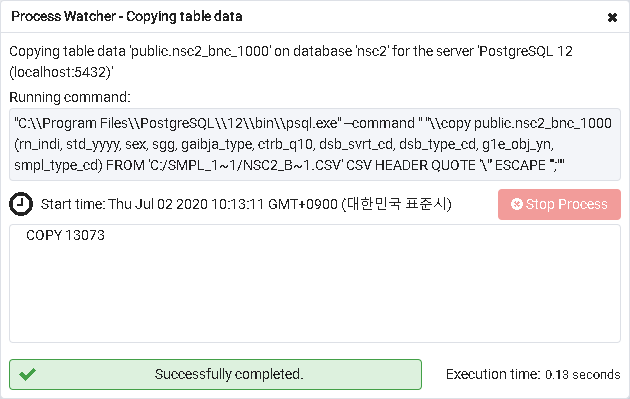 Process Watcher - Copying table data
Copying table data 'public.nsc2_bnc_1000' on database 'nsc2' for the server 'PostgreSQL 12
(localhost:5432)'
Running command:
"C:\\Program Files\\PostgreSQL\\12\\bin\\psql.exe" --command " "\\copy public.nsc2_bnc_1000
(rn_indi, std_yyyy, sex, sgg, gaibja_type, ctrb_q10, dsb_svrt_cd, dsb_type_cd, g1e_obj_yn,
smpl_type_cd) FROM 'C:/SMPL_1~1/NSC2_B~1.CSV' CSV HEADER QUOTE '\"' ESCAPE '''';""
Start time: Thu Jul 02 2020 10:13:11 GMT+0900 (대한민국 표준시)
Stop Process
COPY 13073
Successfully completed.
Execution time: 0.13 seconds